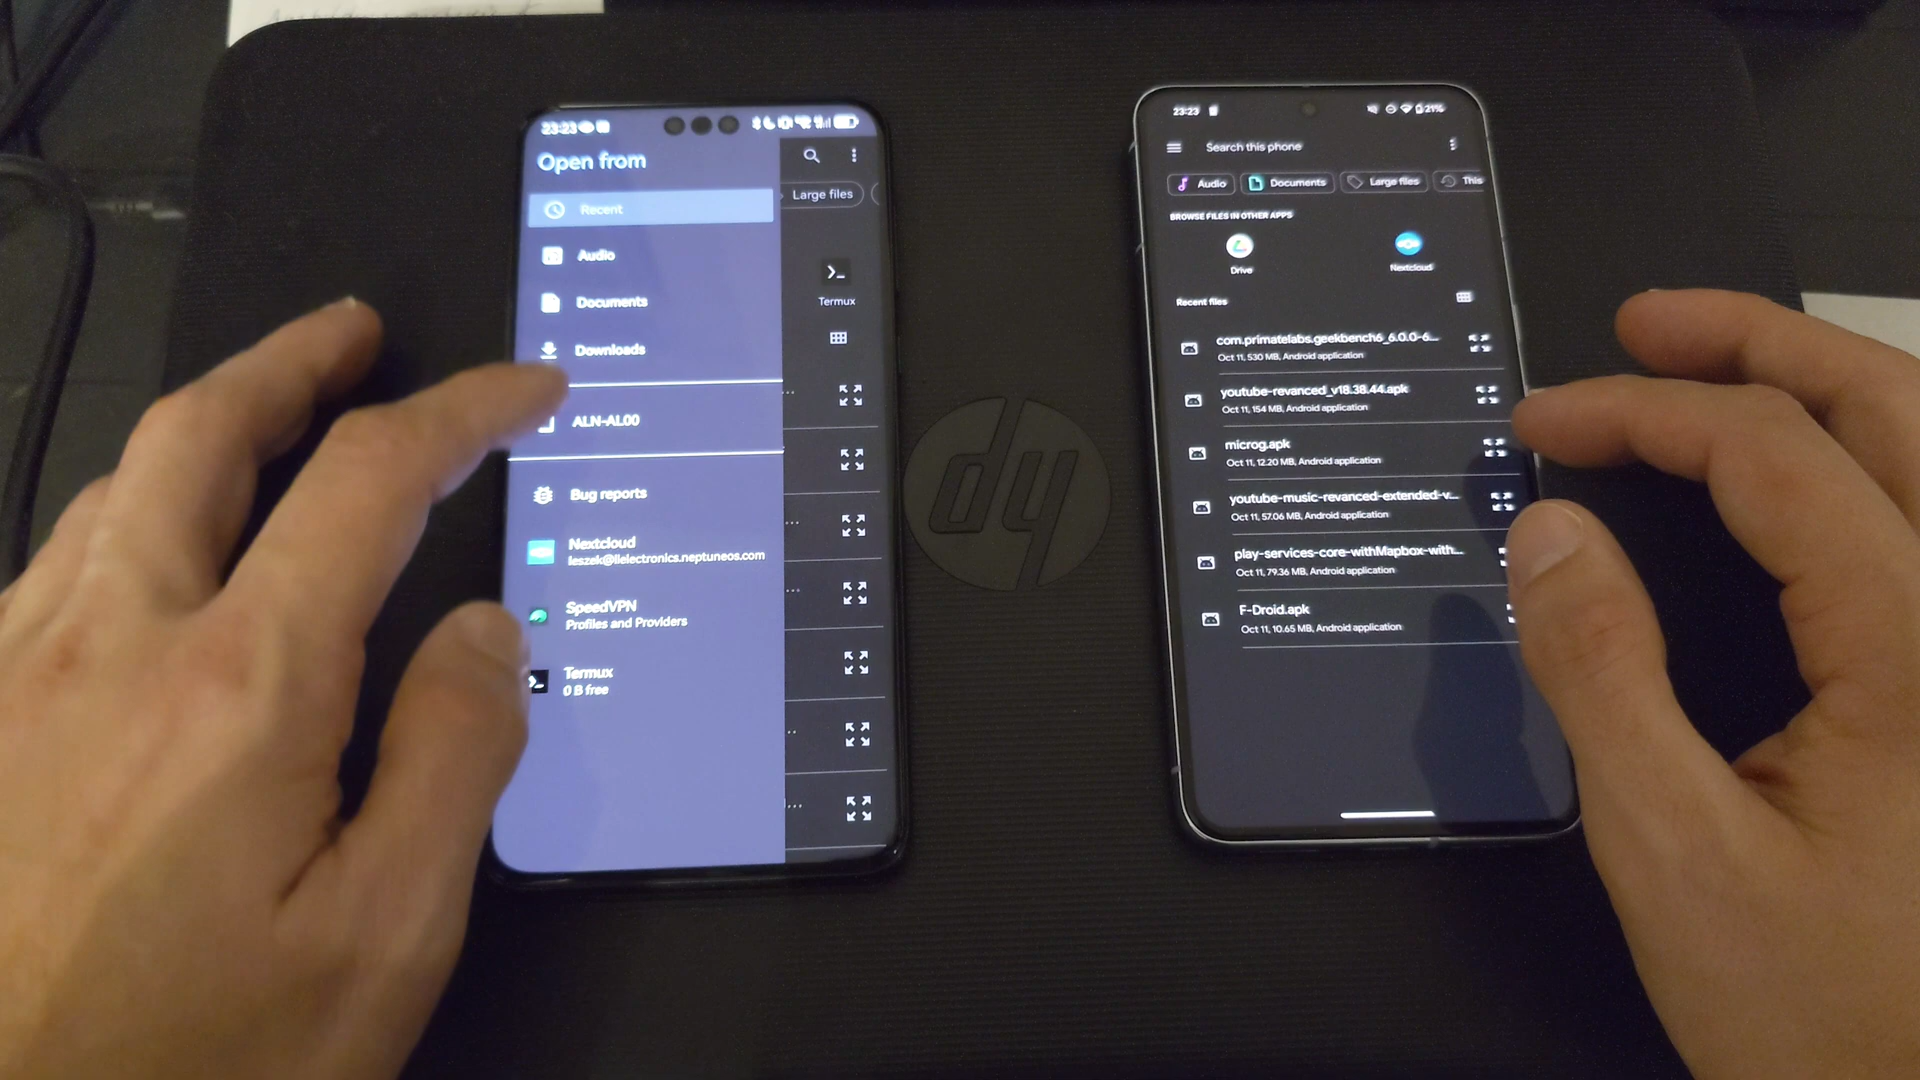 23:23
Open from
Recent
Audio
Documents
Downloads
ALN-AL00
Bug reports
Nextcloud
leszek@llelectronics.neptuneos.com
SpeedVPN
Profiles and Providers
Termux
0 B free
Large files
Termux
hp
23:23
21%
Search this phone
Audio
Documents
Large files
This
BROWSE FILES IN OTHER APPS
Drive
Nextcloud
Recent files
com.primatelabs.geekbench6_6.0.0-6...
Oct 11, 530 MB, Android application
youtube-revanced_v18.38.44.apk
Oct 11, 154 MB, Android application
microg.apk
Oct 11, 12.20 MB, Android application
youtube-music-revanced-extended-v...
Oct 11, 57.06 MB, Android application
play-services-core-withMapbox-with...
Oct 11, 79.36 MB, Android application
F-Droid.apk
Oct 11, 10.65 MB, Android application